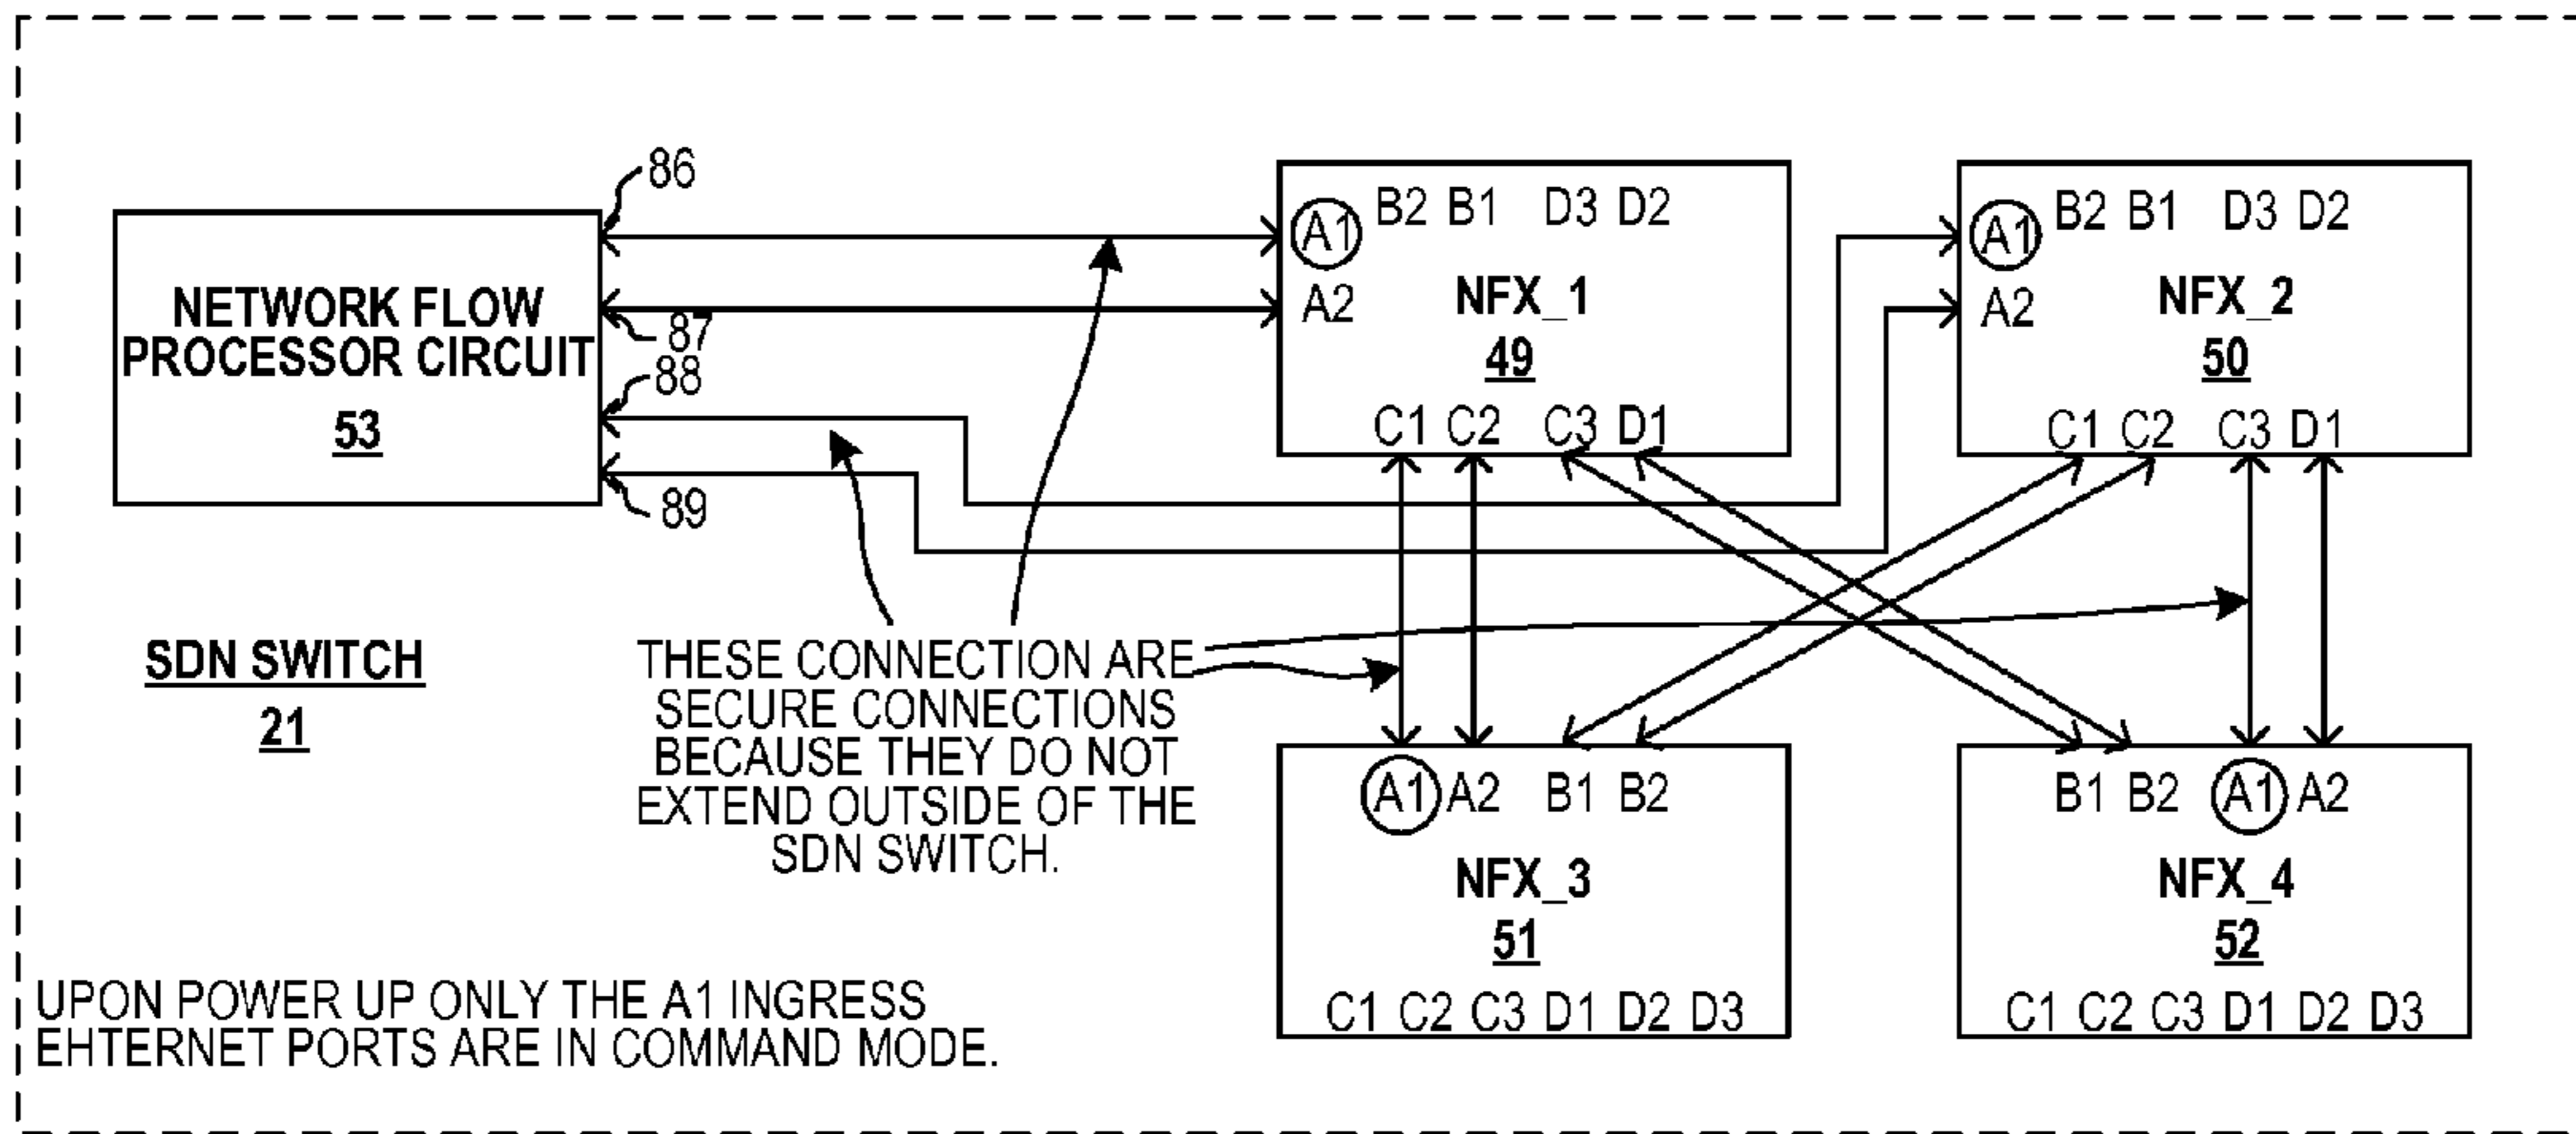 86
87
88
89
NETWORK FLOW
PROCESSOR CIRCUIT
53
A1 B2 B1 D3 D2
A2
NFX_1
49
C1 C2 C3 D1
A1 B2 B1 D3 D2
A2
NFX_2
50
C1 C2 C3 D1
SDN SWITCH
21
THESE CONNECTION ARE
SECURE CONNECTIONS
BECAUSE THEY DO NOT
EXTEND OUTSIDE OF THE
SDN SWITCH.
A1 A2 B1 B2
NFX_3
51
C1 C2 C3 D1 D2 D3
B1 B2 A1 A2
NFX_4
52
C1 C2 C3 D1 D2 D3
UPON POWER UP ONLY THE A1 INGRESS
EHTERNET PORTS ARE IN COMMAND MODE.